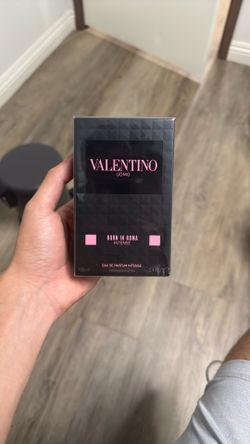 VALENTINO
UOMO
BORN IN ROMA
INTENSE
EAU DE PARFUM INTENSE